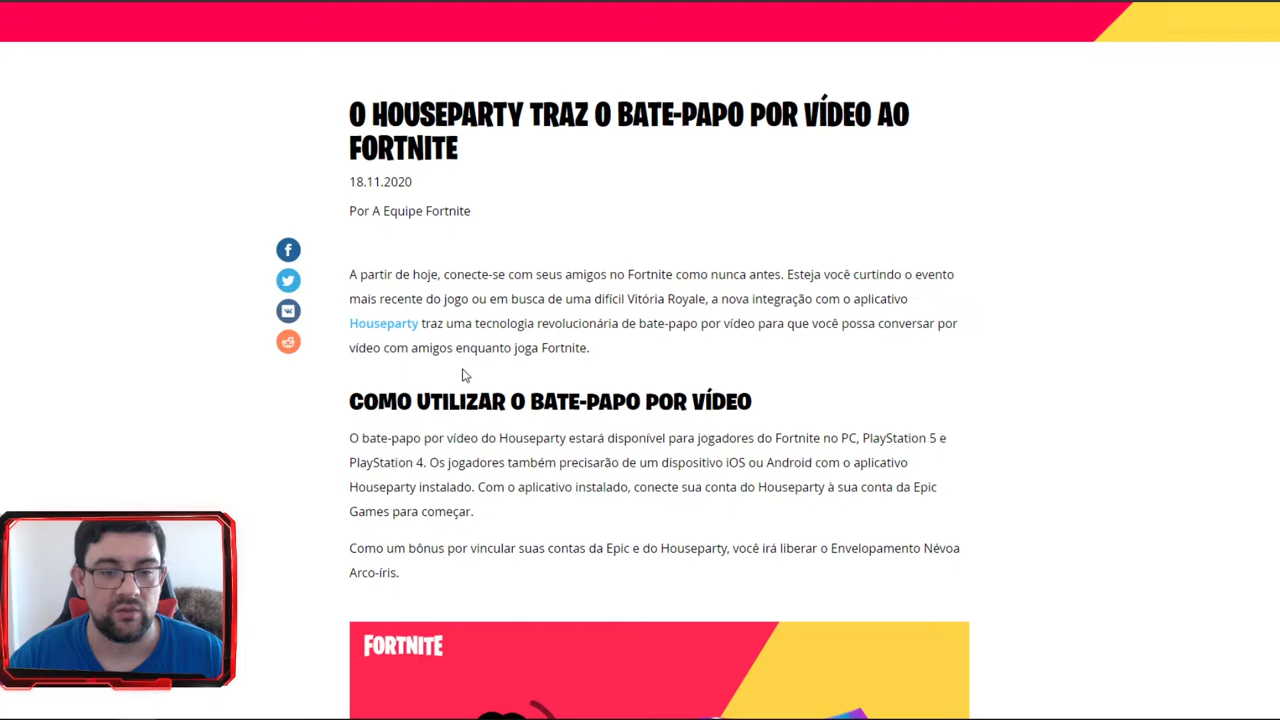 O HOUSEPARTY TRAZ O BATE-PAPO POR VÍDEO AO
FORTNITE
18.11.2020
Por A Equipe Fortnite
A partir de hoje, conecte-se com seus amigos no Fortnite como nunca antes. Esteja você curtindo o evento
mais recente do jogo ou em busca de uma difícil Vitória Royale, a nova integração com o aplicativo
Houseparty traz uma tecnologia revolucionária de bate-papo por vídeo para que você possa conversar por
vídeo com amigos enquanto joga Fortnite.
COMO UTILIZAR O BATE-PAPO POR VÍDEO
O bate-papo por vídeo do Houseparty estará disponível para jogadores do Fortnite no PC, PlayStation 5 e
PlayStation 4. Os jogadores também precisarão de um dispositivo iOS ou Android com o aplicativo
Houseparty instalado. Com o aplicativo instalado, conecte sua conta do Houseparty à sua conta da Epic
Games para começar.
Como um bônus por vincular suas contas da Epic e do Houseparty, você irá liberar o Envelopamento Névoa
Arco-íris.
FORTNITE